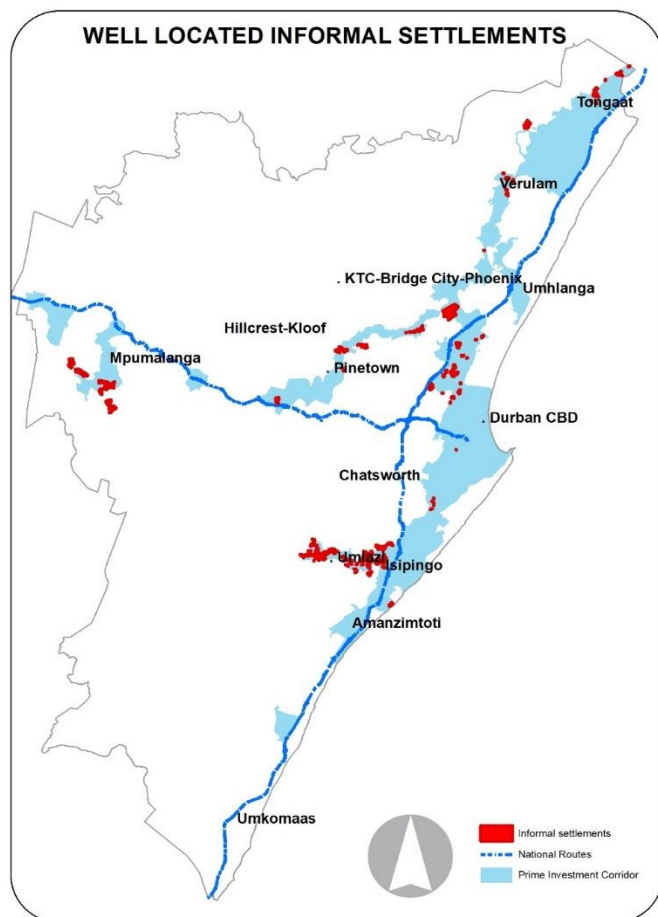 WELL LOCATED INFORMAL SETTLEMENTS
Tongaat
Verulam
. KTC-Bridge City-Phoenix
Umhlanga
Hillcrest-Kloof
Mpumalanga
. Pinetown
. Durban CBD
Chatsworth
. Umlazi
Isipingo
Amanzimtoti
Umkomaas
Informal settlements
National Routes
Prime Investment Corridor